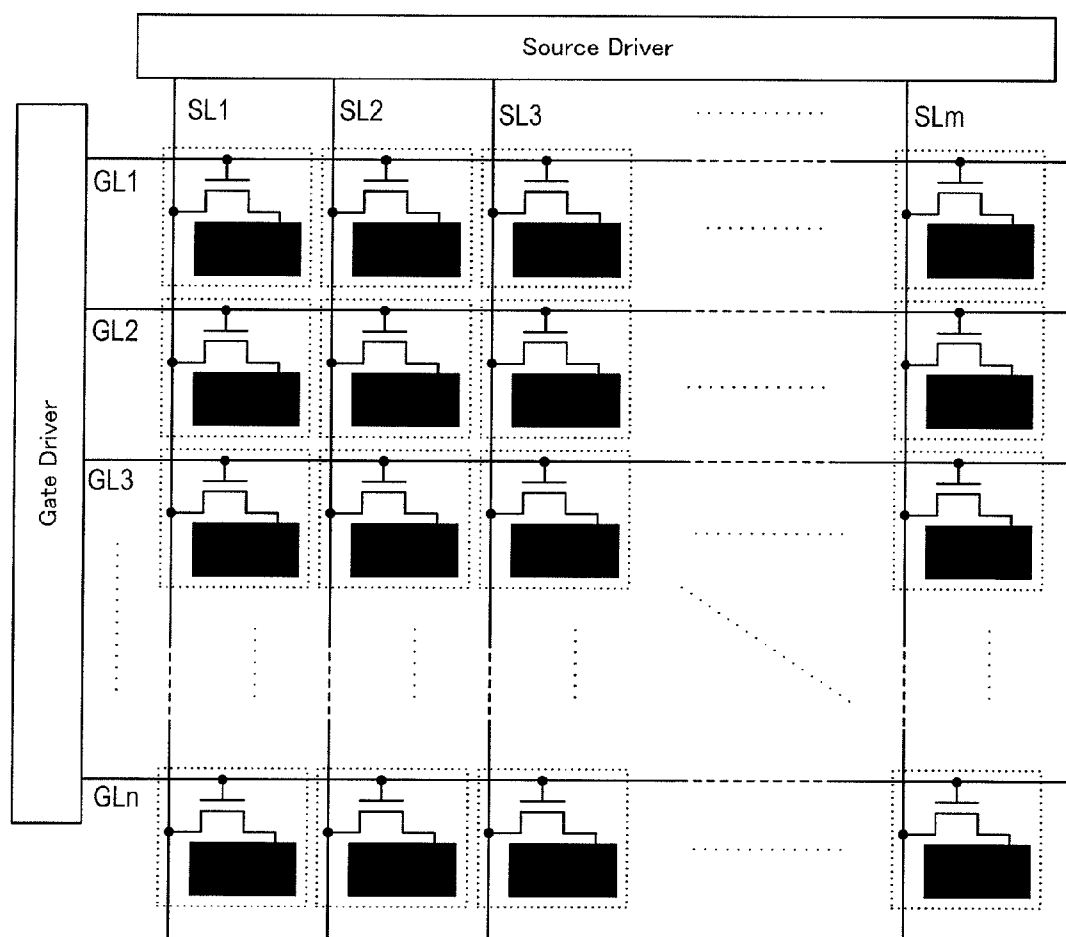 Source Driver
SL1
SL2
SL3
SLm
GL1
GL2
GL3
GLn
Gate Driver